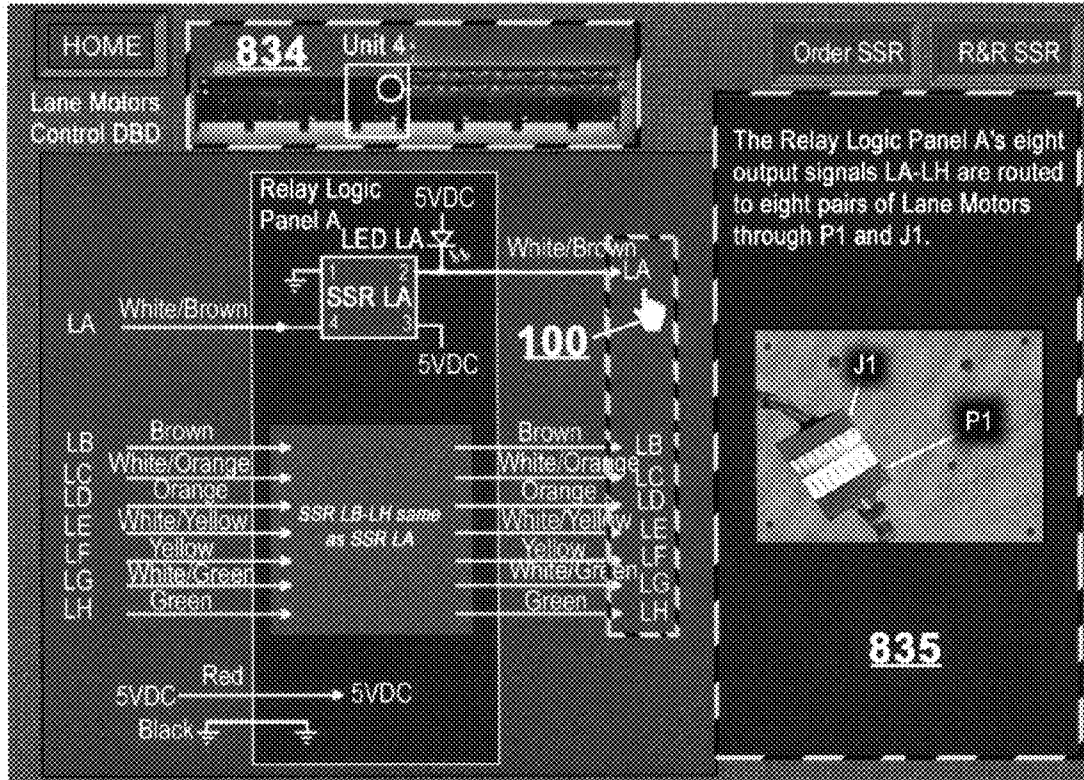 HOME
834
Unit 4
Order SSR
R&R SSR
Lane Motors
Control DBD
The Relay Logic Panel A's eight
output signals LA-LH are routed
to eight pairs of Lane Motors
through P1 and J1.
Relay Logic
Panel A
5VDC
LED LA
White/Brown
LA
1 2
SSR LA
4 3
LA
White/Brown
5VDC
100
J1
P1
LB Brown
LC White/Orange
LD Orange
LE White/Yellow
LF Yellow
LG White/Green
LH Green
SSR LB-LH same
as SSR LA
Brown LB
White/Orange LC
Orange LD
White/Yellow LE
Yellow LF
White/Green LG
Green LH
835
5VDC Red 5VDC
Black